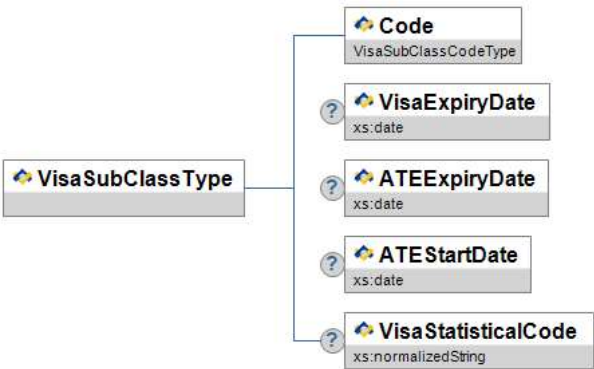 Code
VisaSubClassCodeType
? VisaExpiryDate
xs:date
VisaSubClassType
? ATEExpiryDate
xs:date
? ATEStartDate
xs:date
? VisaStatisticalCode
xs:normalizedString